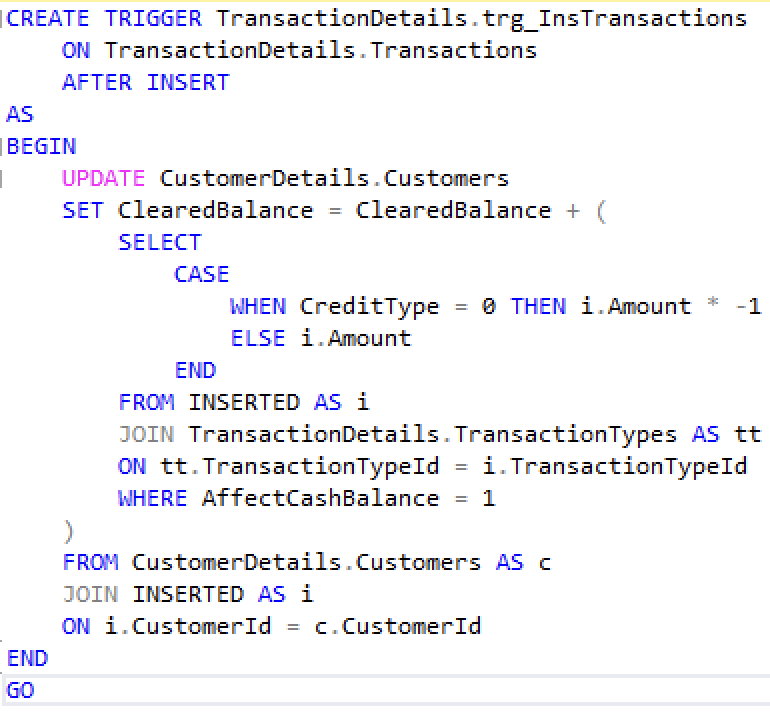 CREATE TRIGGER TransactionDetails.trg_InsTransactions
    ON TransactionDetails.Transactions
    AFTER INSERT
AS
BEGIN
    UPDATE CustomerDetails.Customers
    SET ClearedBalance = ClearedBalance + (
        SELECT
            CASE
                WHEN CreditType = 0 THEN i.Amount * -1
                ELSE i.Amount
            END
        FROM INSERTED AS i
        JOIN TransactionDetails.TransactionTypes AS tt
        ON tt.TransactionTypeId = i.TransactionTypeId
        WHERE AffectCashBalance = 1
    )
    FROM CustomerDetails.Customers AS c
    JOIN INSERTED AS i
    ON i.CustomerId = c.CustomerId
END
GO